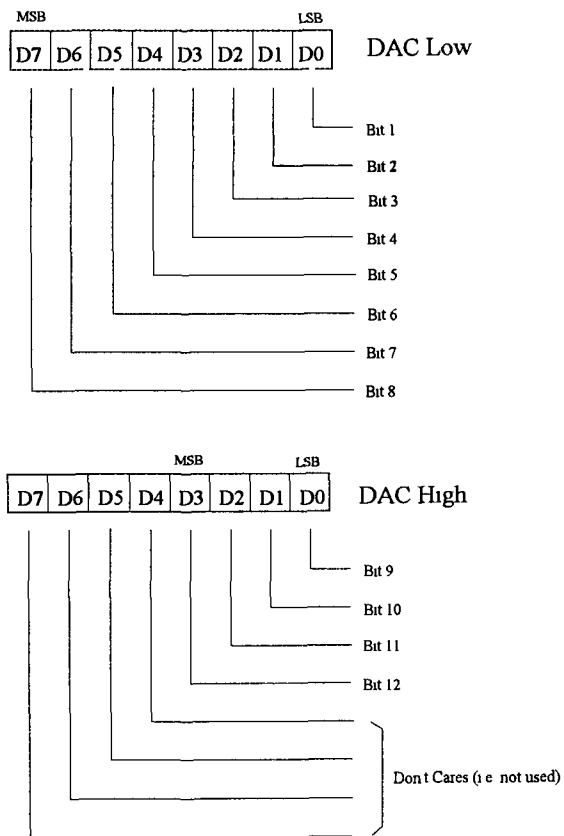 MSB LSB
D7 D6 D5 D4 D3 D2 D1 D0 DAC Low
Bit 1
Bit 2
Bit 3
Bit 4
Bit 5
Bit 6
Bit 7
Bit 8
MSB LSB
D7 D6 D5 D4 D3 D2 D1 D0 DAC High
Bit 9
Bit 10
Bit 11
Bit 12
Don t Cares (i e not used)